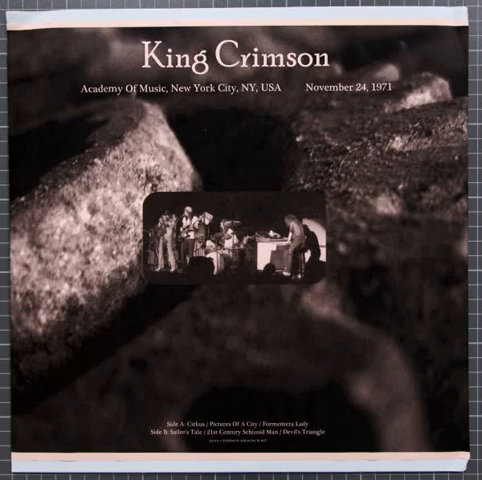 King Crimson
Academy Of Music, New York City, NY, USA November 24, 1971
Side A: Cirkus / Pictures Of A City / Formentera Lady
Side B: Sailor's Tale / 21st Century Schizoid Man / Devil's Triangle